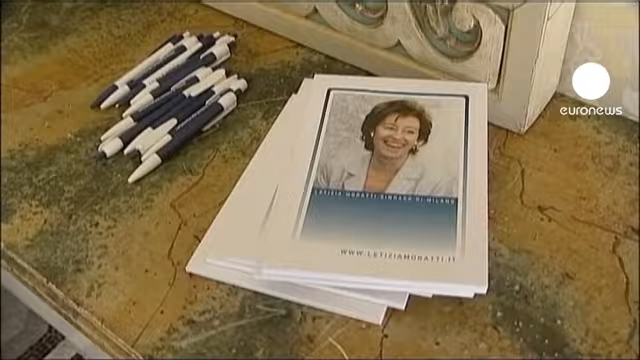 euronews
LETIZIA MORATTI SINDACO DI MILANO
WWW.LETIZIAMORATTI.IT